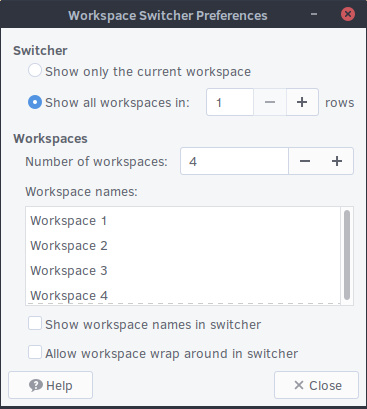 Workspace Switcher Preferences
Switcher
Show only the current workspace
Show all workspaces in: 1 rows
Workspaces
Number of workspaces: 4
Workspace names:
Workspace 1
Workspace 2
Workspace 3
Workspace 4
Show workspace names in switcher
Allow workspace wrap around in switcher
Help Close